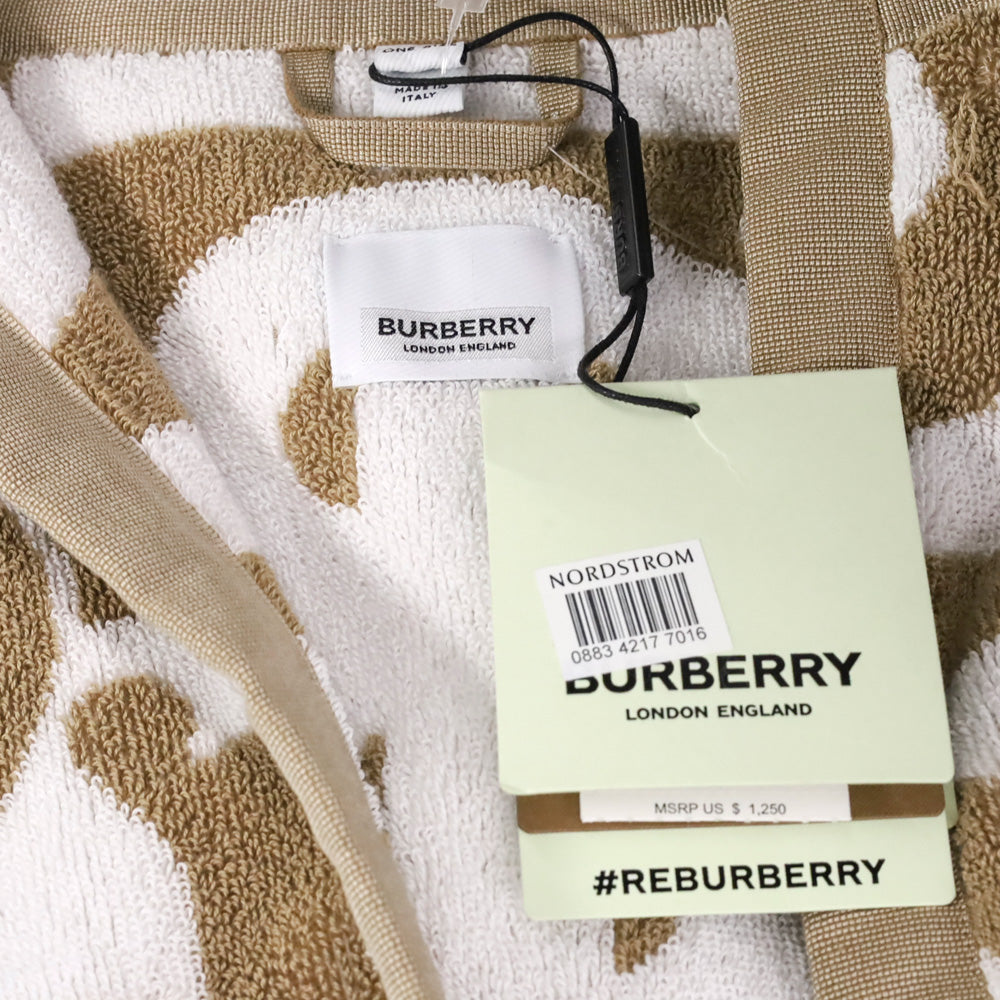 MADE IN
ITALY
BURBERRY
LONDON ENGLAND
NORDSTROM
0883 4217 7016
BURBERRY
LONDON ENGLAND
MSRP US $ 1,250
#REBURBERRY